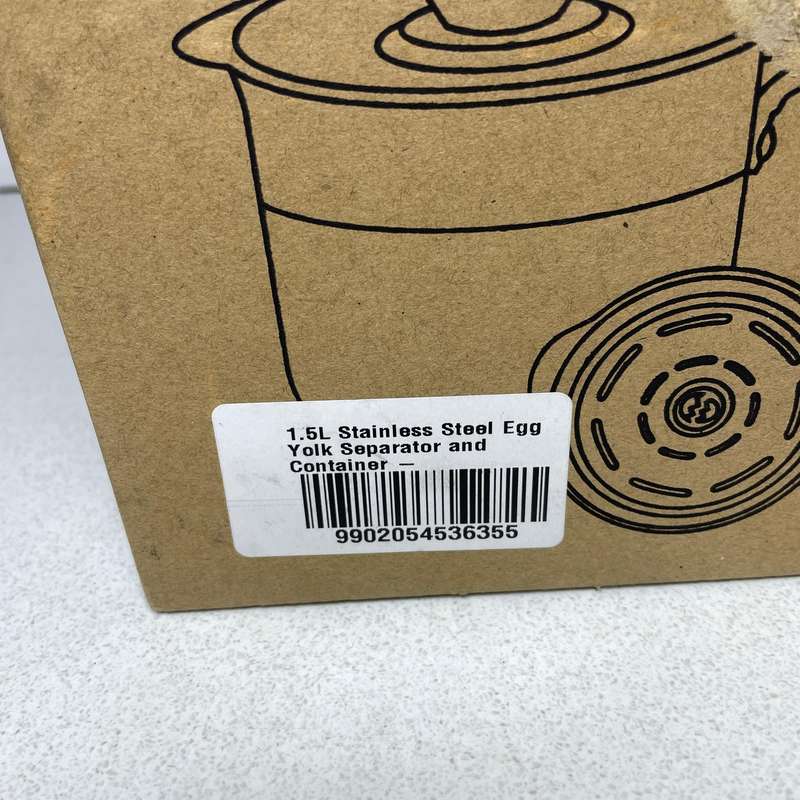 1.5L Stainless Steel Egg
Yolk Separator and
Container —
9902054536355